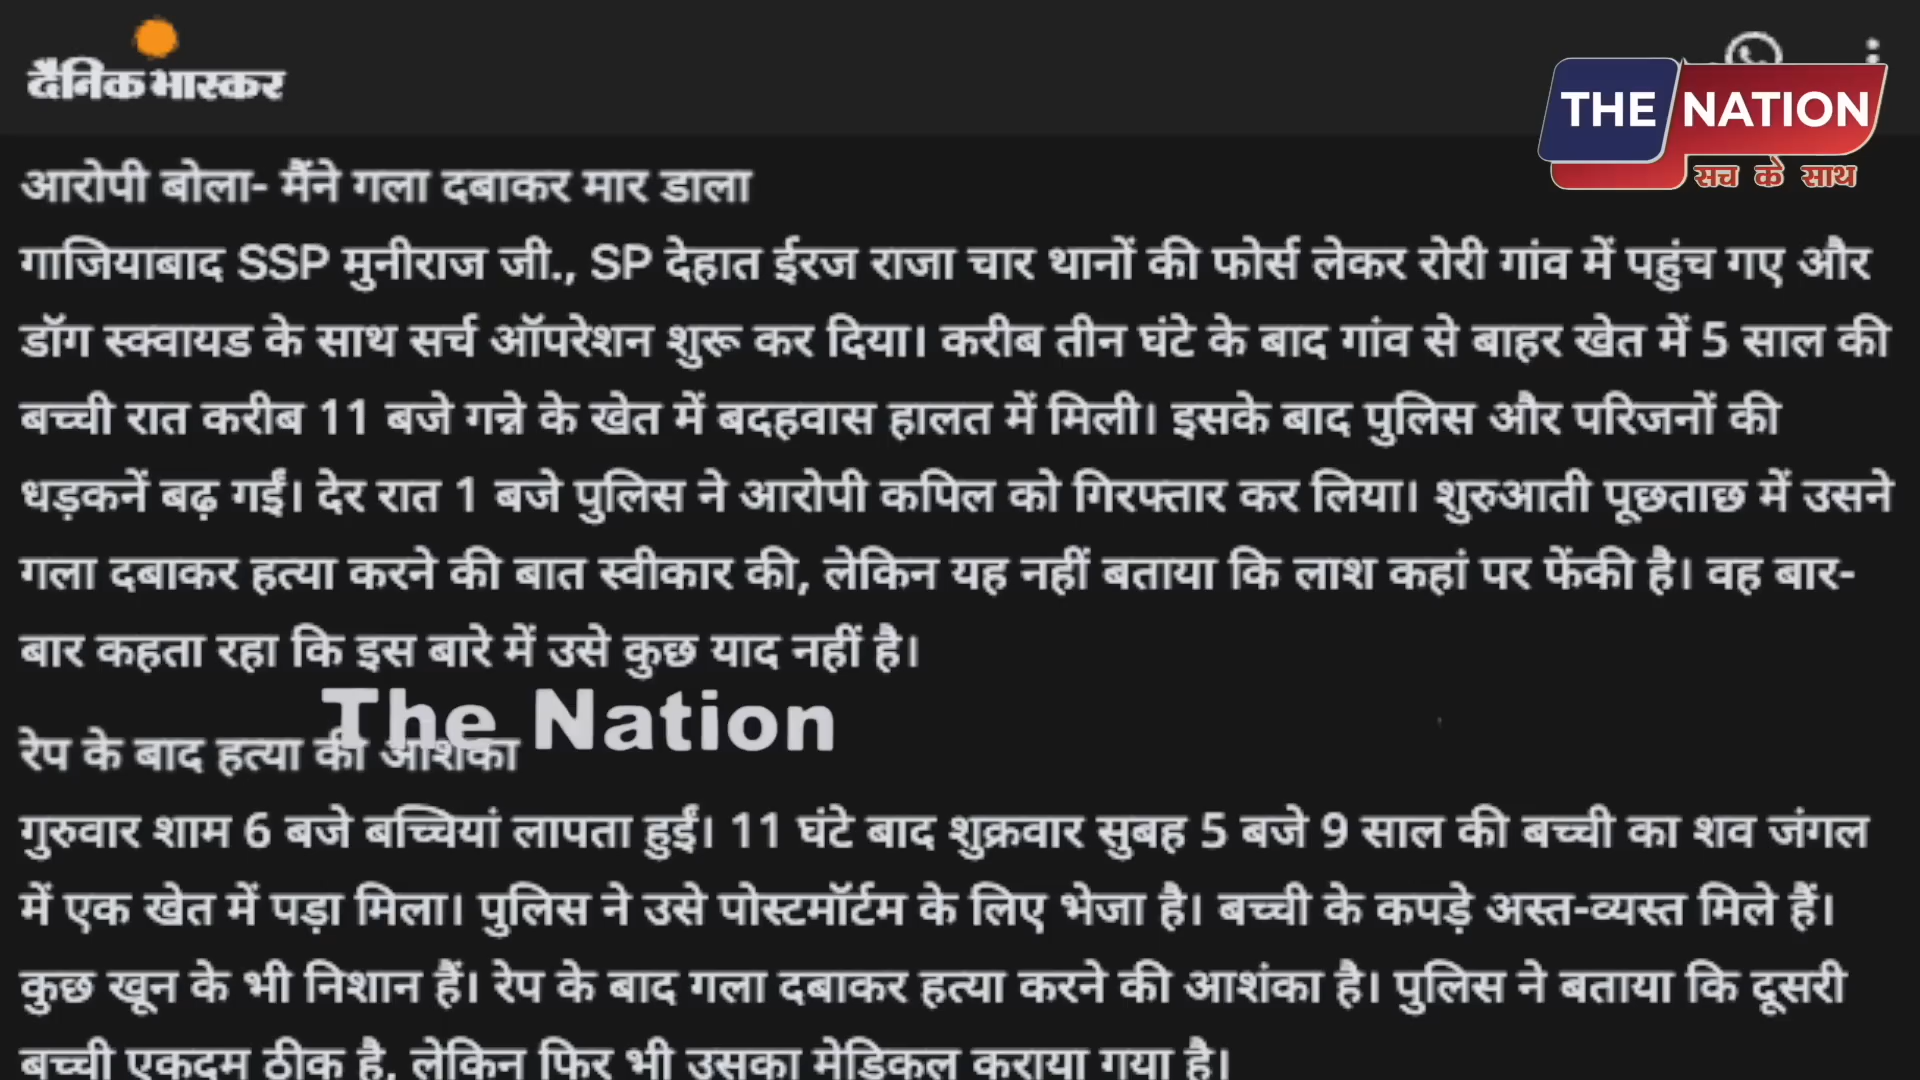 दैनिक भास्कर
THE NATION
सच के साथ
आरोपी बोला- मैंने गला दबाकर मार डाला
गाजियाबाद SSP मुनीराज जी., SP देहात ईरज राजा चार थानों की फोर्स लेकर रोरी गांव में पहुंच गए और
डॉग स्क्वायड के साथ सर्च ऑपरेशन शुरू कर दिया। करीब तीन घंटे के बाद गांव से बाहर खेत में 5 साल की
बच्ची रात करीब 11 बजे गन्ने के खेत में बदहवास हालत में मिली। इसके बाद पुलिस और परिजनों की
धड़कनें बढ़ गईं। देर रात 1 बजे पुलिस ने आरोपी कपिल को गिरफ्तार कर लिया। शुरुआती पूछताछ में उसने
गला दबाकर हत्या करने की बात स्वीकार की, लेकिन यह नहीं बताया कि लाश कहां पर फेंकी है। वह बार-
बार कहता रहा कि इस बारे में उसे कुछ याद नहीं है।
The Nation
रेप के बाद हत्या की आशंका
गुरुवार शाम 6 बजे बच्चियां लापता हुईं। 11 घंटे बाद शुक्रवार सुबह 5 बजे 9 साल की बच्ची का शव जंगल
में एक खेत में पड़ा मिला। पुलिस ने उसे पोस्टमॉर्टम के लिए भेजा है। बच्ची के कपड़े अस्त-व्यस्त मिले हैं।
कुछ खून के भी निशान हैं। रेप के बाद गला दबाकर हत्या करने की आशंका है। पुलिस ने बताया कि दूसरी
बच्ची एकदम ठीक है, लेकिन फिर भी उसका मेडिकल कराया गया है।